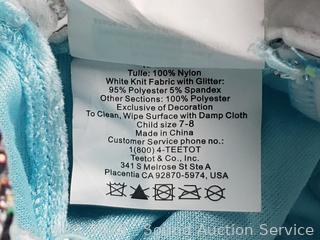 Tulle: 100% Nylon
White Knit Fabric with Glitter:
95% Polyester 5% Spandex
Other Sections: 100% Polyester
Exclusive of Decoration
To Clean, Wipe Surface with Damp Cloth
Child size 7-8
Made in China
Customer Service phone no.:
1(800) 4-TEETOT
Teetot & Co., Inc.
341 S Melrose St Ste A
Placentia CA 92870-5974, USA
Sound Auction Service